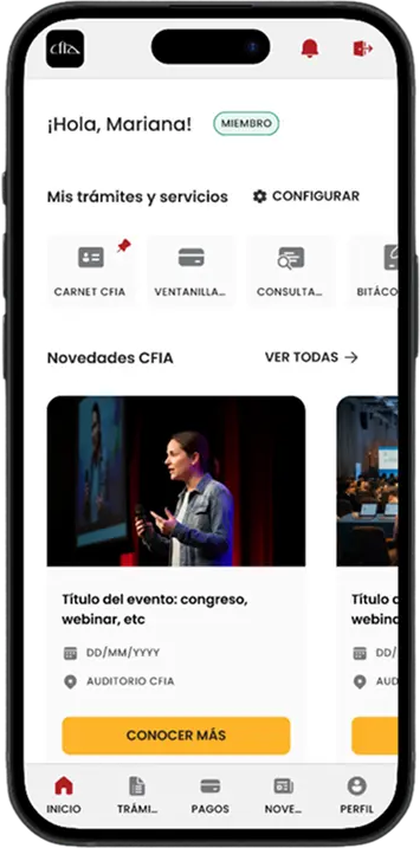 cfia
¡Hola, Mariana!
MIEMBRO
Mis trámites y servicios
CONFIGURAR
CARNET CFIA
VENTANILLA...
CONSULTA...
BITÁCO
Novedades CFIA
VER TODAS →
Título del evento: congreso,
webinar, etc
DD/MM/YYYY
AUDITORIO CFIA
CONOCER MÁS
Título d
webina
DD/
AUD
INICIO
TRÁMI...
PAGOS
NOVE...
PERFIL